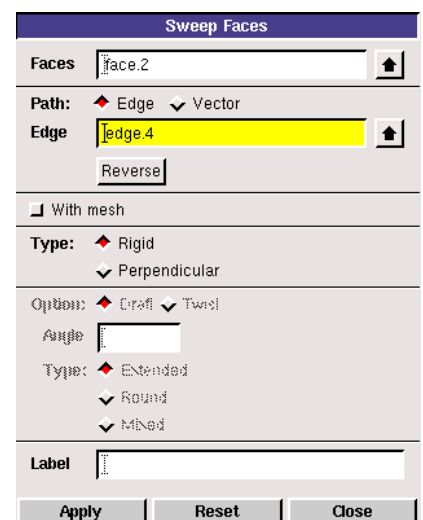 Sweep Faces
Faces face.2
Path: Edge Vector
Edge edge.4
Reverse
With mesh
Type: Rigid
Perpendicular
Option: Draft Twist
Angle
Type: Extended
Round
Mixed
Label
Apply Reset Close